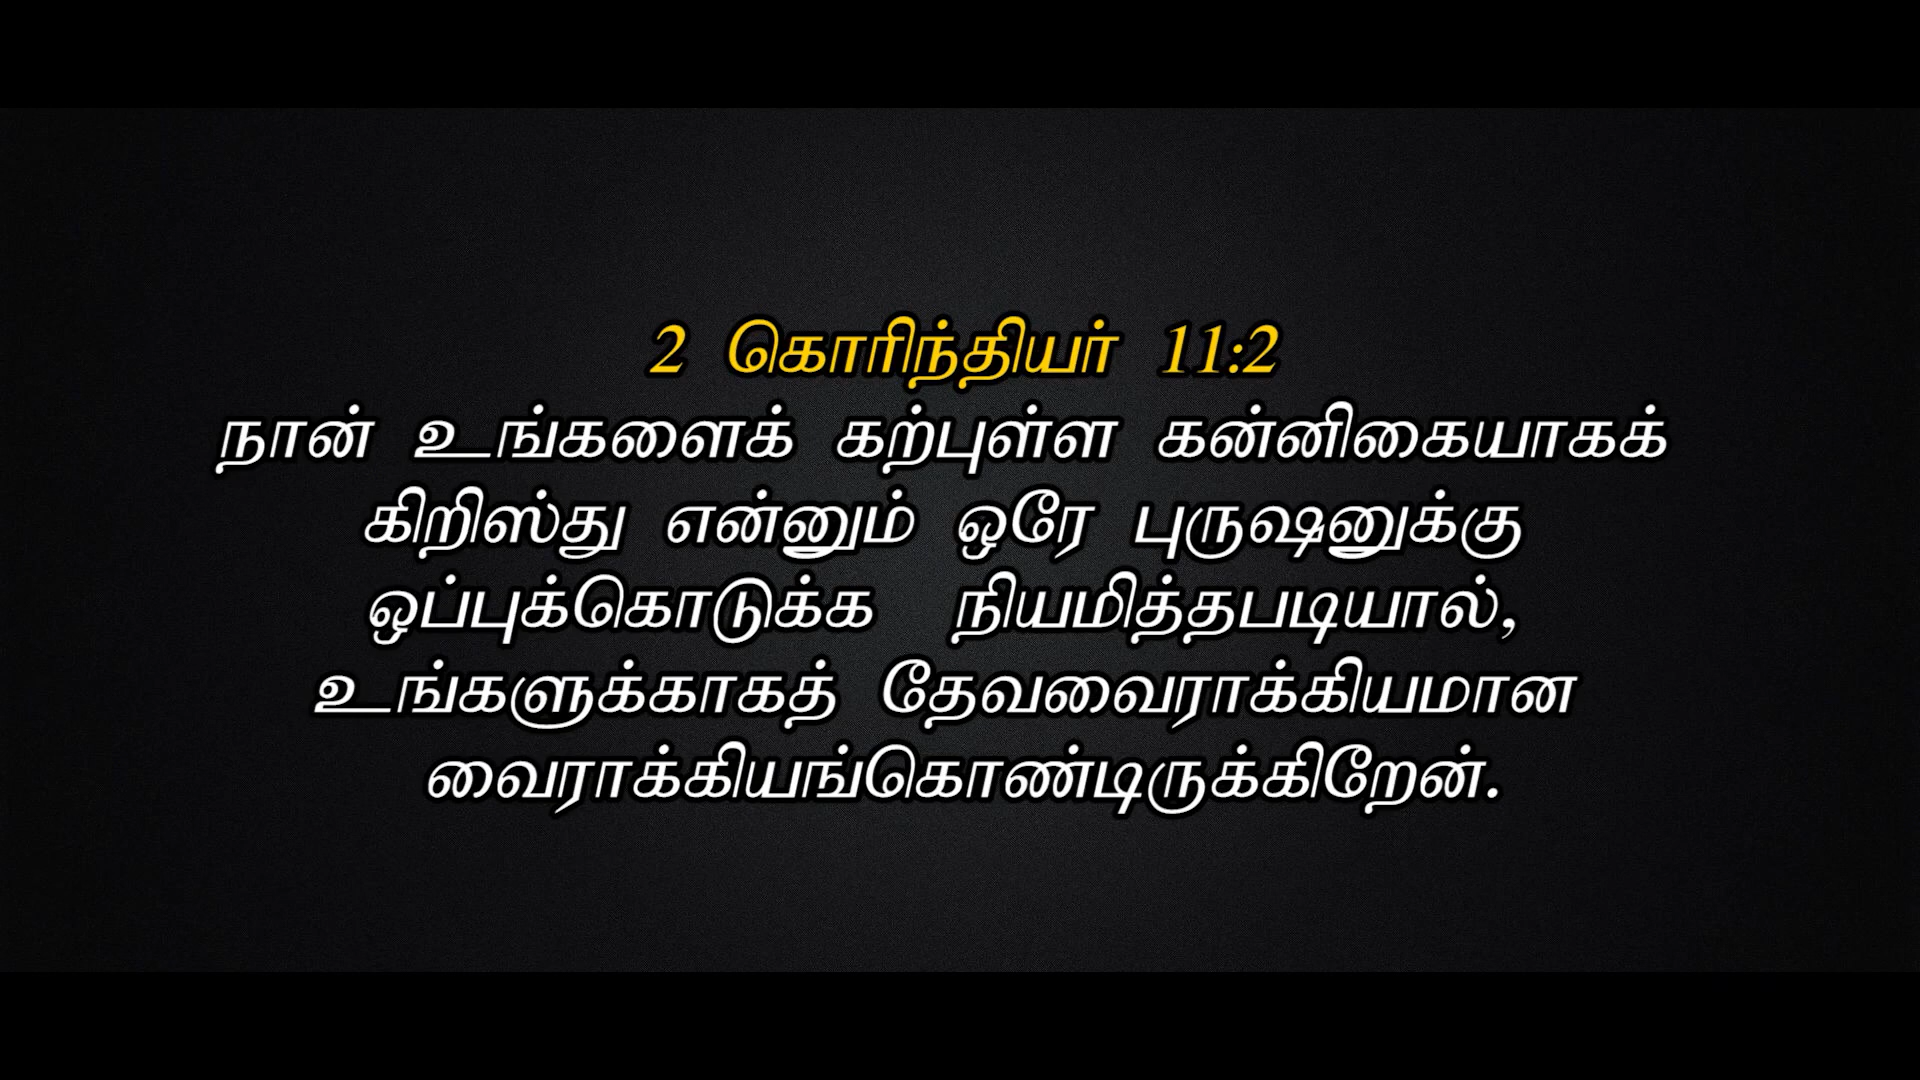 2 கொரிந்தியர் 11:2
நான் உங்களைக் கற்புள்ள கன்னிகையாகக்
கிறிஸ்து என்னும் ஒரே புருஷனுக்கு
ஒப்புக்கொடுக்க நியமித்தபடியால்,
உங்களுக்காகத் தேவவைராக்கியமான
வைராக்கியங்கொண்டிருக்கிறேன்.